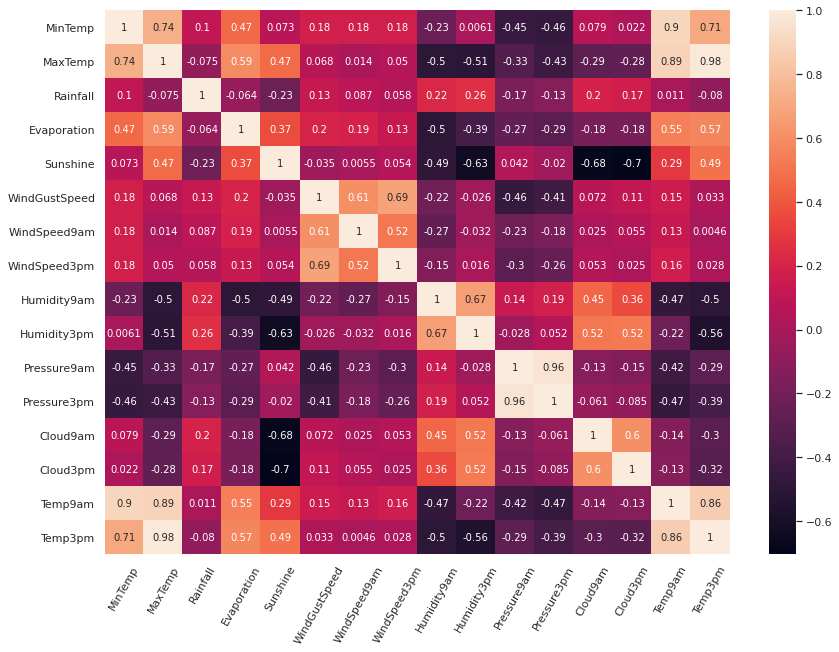 MinTemp 1 0.74 0.1 0.47 0.073 0.18 0.18 0.18 -0.23 0.0061 -0.45 -0.46 0.079 0.022 0.9 0.71
MaxTemp 0.74 1 -0.075 0.59 0.47 0.068 0.014 0.05 -0.5 -0.51 -0.33 -0.43 -0.29 -0.28 0.89 0.98
Rainfall 0.1 -0.075 1 -0.064 -0.23 0.13 0.087 0.058 0.22 0.26 -0.17 -0.13 0.2 0.17 0.011 -0.08
Evaporation 0.47 0.59 -0.064 1 0.37 0.2 0.19 0.13 -0.5 -0.39 -0.27 -0.29 -0.18 -0.18 0.55 0.57
Sunshine 0.073 0.47 -0.23 0.37 1 -0.035 0.0055 0.054 -0.49 -0.63 0.042 -0.02 -0.68 -0.7 0.29 0.49
WindGustSpeed 0.18 0.068 0.13 0.2 -0.035 1 0.61 0.69 -0.22 -0.026 -0.46 -0.41 0.072 0.11 0.15 0.033
WindSpeed9am 0.18 0.014 0.087 0.19 0.0055 0.61 1 0.52 -0.27 -0.032 -0.23 -0.18 0.025 0.055 0.13 0.0046
WindSpeed3pm 0.18 0.05 0.058 0.13 0.054 0.69 0.52 1 -0.15 0.016 -0.3 -0.26 0.053 0.025 0.16 0.028
Humidity9am -0.23 -0.5 0.22 -0.5 -0.49 -0.22 -0.27 -0.15 1 0.67 0.14 0.19 0.45 0.36 -0.47 -0.5
Humidity3pm 0.0061 -0.51 0.26 -0.39 -0.63 -0.026 -0.032 0.016 0.67 1 -0.028 0.052 0.52 0.52 -0.22 -0.56
Pressure9am -0.45 -0.33 -0.17 -0.27 0.042 -0.46 -0.23 -0.3 0.14 -0.028 1 0.96 -0.13 -0.15 -0.42 -0.29
Pressure3pm -0.46 -0.43 -0.13 -0.29 -0.02 -0.41 -0.18 -0.26 0.19 0.052 0.96 1 -0.061 -0.085 -0.47 -0.39
Cloud9am 0.079 -0.29 0.2 -0.18 -0.68 0.072 0.025 0.053 0.45 0.52 -0.13 -0.061 1 0.6 -0.14 -0.3
Cloud3pm 0.022 -0.28 0.17 -0.18 -0.7 0.11 0.055 0.025 0.36 0.52 -0.15 -0.085 0.6 1 -0.13 -0.32
Temp9am 0.9 0.89 0.011 0.55 0.29 0.15 0.13 0.16 -0.47 -0.22 -0.42 -0.47 -0.14 -0.13 1 0.86
Temp3pm 0.71 0.98 -0.08 0.57 0.49 0.033 0.0046 0.028 -0.5 -0.56 -0.29 -0.39 -0.3 -0.32 0.86 1
MinTemp MaxTemp Rainfall Evaporation Sunshine WindGustSpeed WindSpeed9am WindSpeed3pm Humidity9am Humidity3pm Pressure9am Pressure3pm Cloud9am Cloud3pm Temp9am Temp3pm
1.0
0.8
0.6
0.4
0.2
0.0
−0.2
−0.4
−0.6